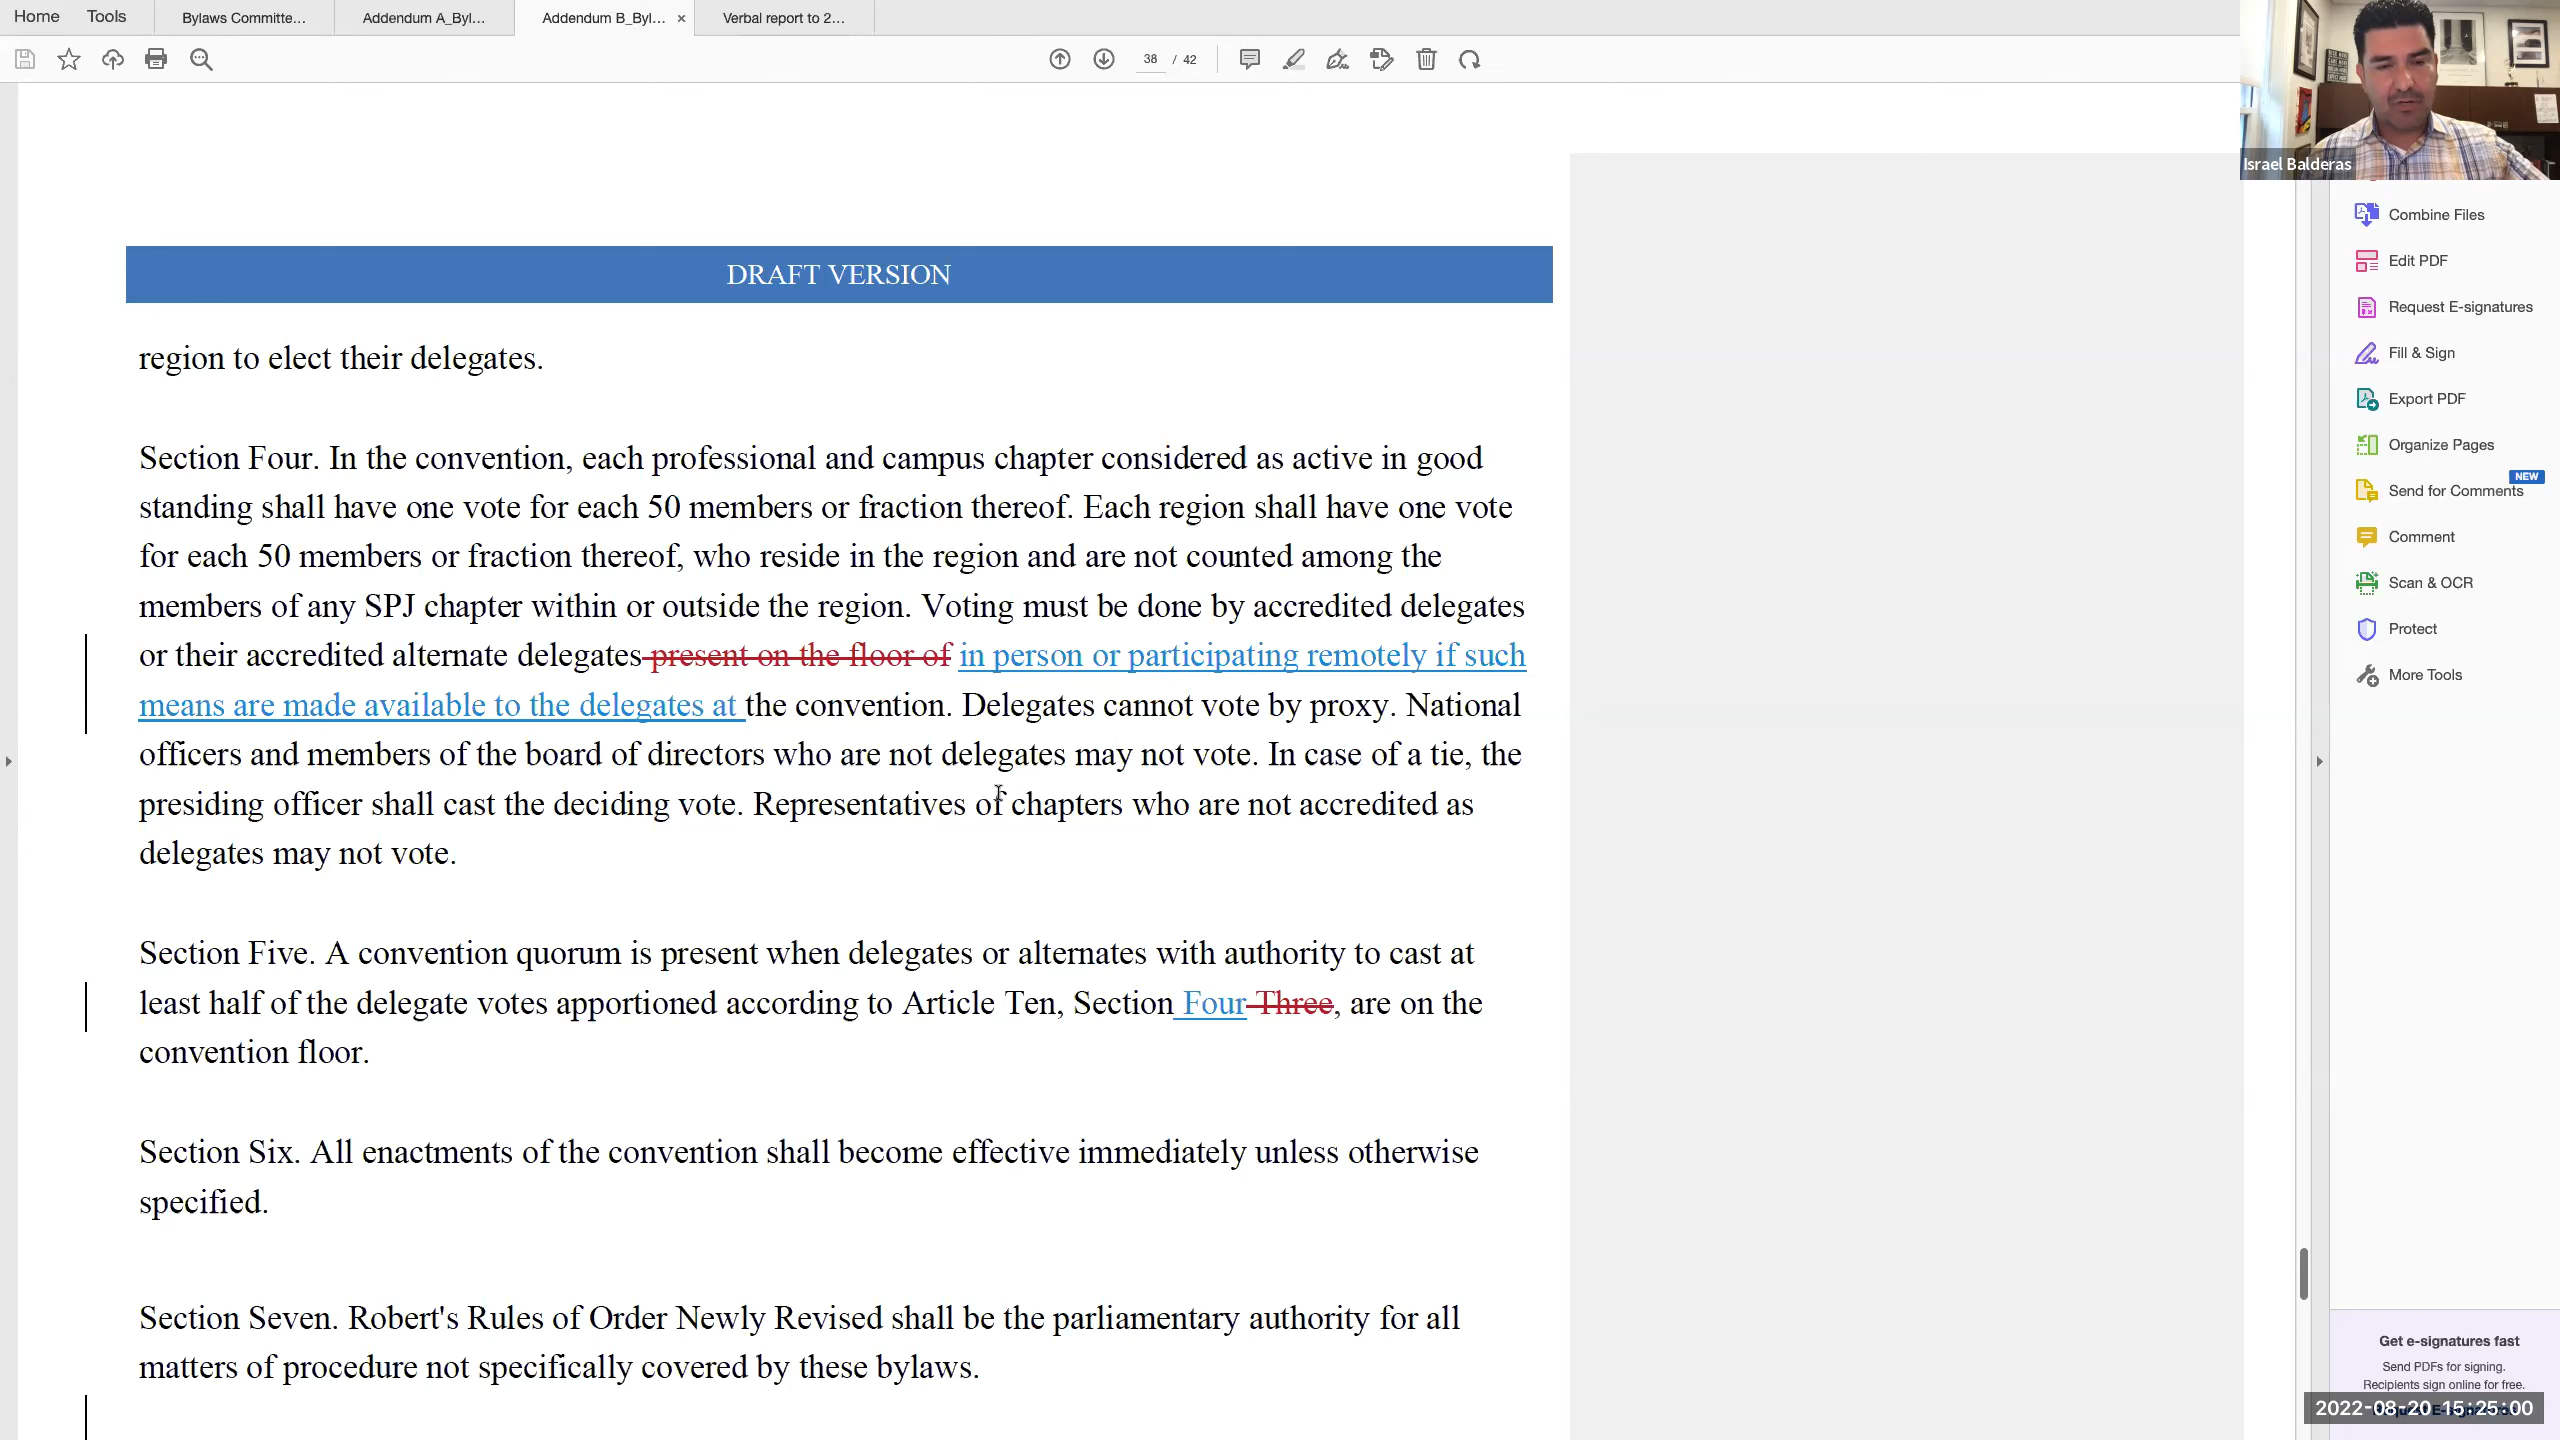 Home Tools Bylaws Committe... Addendum A_Byl... Addendum B_Byl... × Verbal report to 2...
38 / 42
Israel Balderas
DRAFT VERSION
region to elect their delegates.
Section Four. In the convention, each professional and campus chapter considered as active in good
standing shall have one vote for each 50 members or fraction thereof. Each region shall have one vote
for each 50 members or fraction thereof, who reside in the region and are not counted among the
members of any SPJ chapter within or outside the region. Voting must be done by accredited delegates
or their accredited alternate delegates present on the floor of in person or participating remotely if such
means are made available to the delegates at the convention. Delegates cannot vote by proxy. National
officers and members of the board of directors who are not delegates may not vote. In case of a tie, the
presiding officer shall cast the deciding vote. Representatives of chapters who are not accredited as
delegates may not vote.
Section Five. A convention quorum is present when delegates or alternates with authority to cast at
least half of the delegate votes apportioned according to Article Ten, Section Four Three, are on the
convention floor.
Section Six. All enactments of the convention shall become effective immediately unless otherwise
specified.
Section Seven. Robert's Rules of Order Newly Revised shall be the parliamentary authority for all
matters of procedure not specifically covered by these bylaws.
Combine Files
Edit PDF
Request E-signatures
Fill & Sign
Export PDF
Organize Pages
NEW
Send for Comments
Comment
Scan & OCR
Protect
More Tools
Get e-signatures fast
Send PDFs for signing.
Recipients sign online for free.
2022-08-20 15:25:00